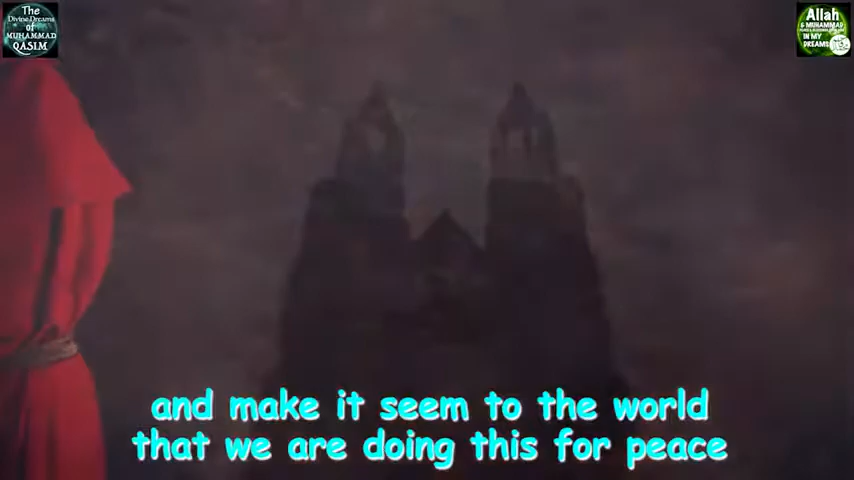 The
Divine Dreams
of
MUHAMMAD
QASIM
Allah
& MUHAMMAD
IN MY
DREAMS
and make it seem to the world
that we are doing this for peace